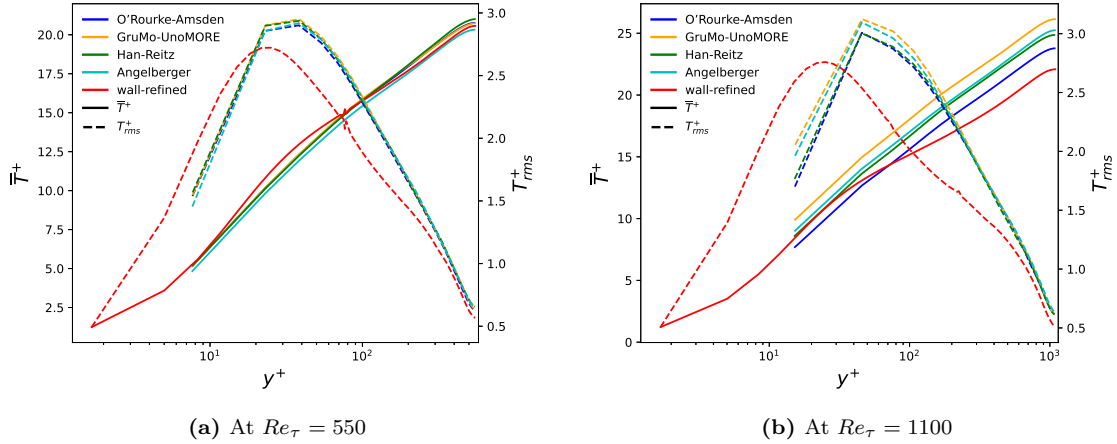 O'Rourke-Amsden
GruMo-UnoMORE
Han-Reitz
Angelberger
wall-refined
T̅⁺
T⁺rms
20.0
17.5
15.0
12.5
10.0
7.5
5.0
2.5
T̿⁺
3.0
2.5
2.0
1.5
1.0
0.5
T⁺rms
10¹
10²
y⁺
(a) At Reτ = 550
O'Rourke-Amsden
GruMo-UnoMORE
Han-Reitz
Angelberger
wall-refined
T̅⁺
T⁺rms
25
20
15
10
5
0
T̿⁺
3.0
2.5
2.0
1.5
1.0
0.5
T⁺rms
10¹
10²
10³
y⁺
(b) At Reτ = 1100